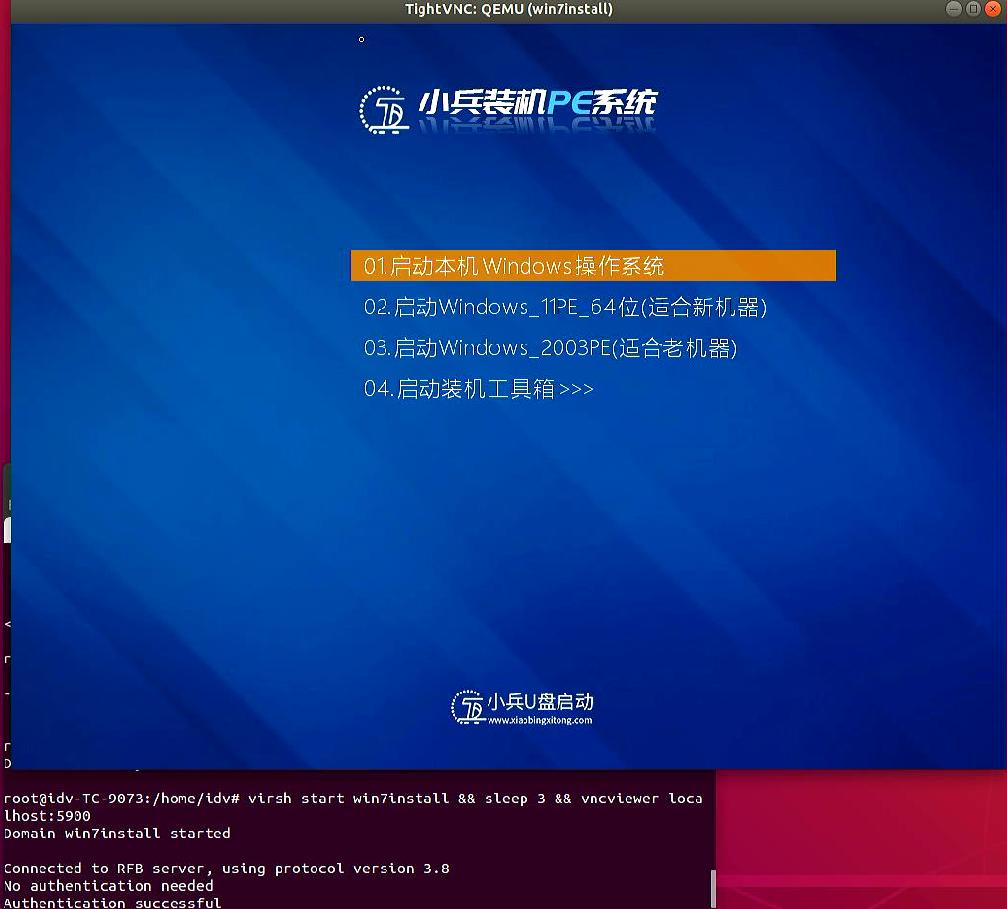 TightVNC: QEMU (win7install)
小兵装机PE系统
01.启动本机Windows操作系统
02.启动Windows_11PE_64位(适合新机器)
03.启动Windows_2003PE(适合老机器)
04.启动装机工具箱>>>
小兵U盘启动
www.xiaobingxitong.com
root@idv-TC-9073:/home/idv# virsh start win7install && sleep 3 && vncviewer loca
lhost:5900
Domain win7install started
Connected to RFB server, using protocol version 3.8
No authentication needed
Authentication successful